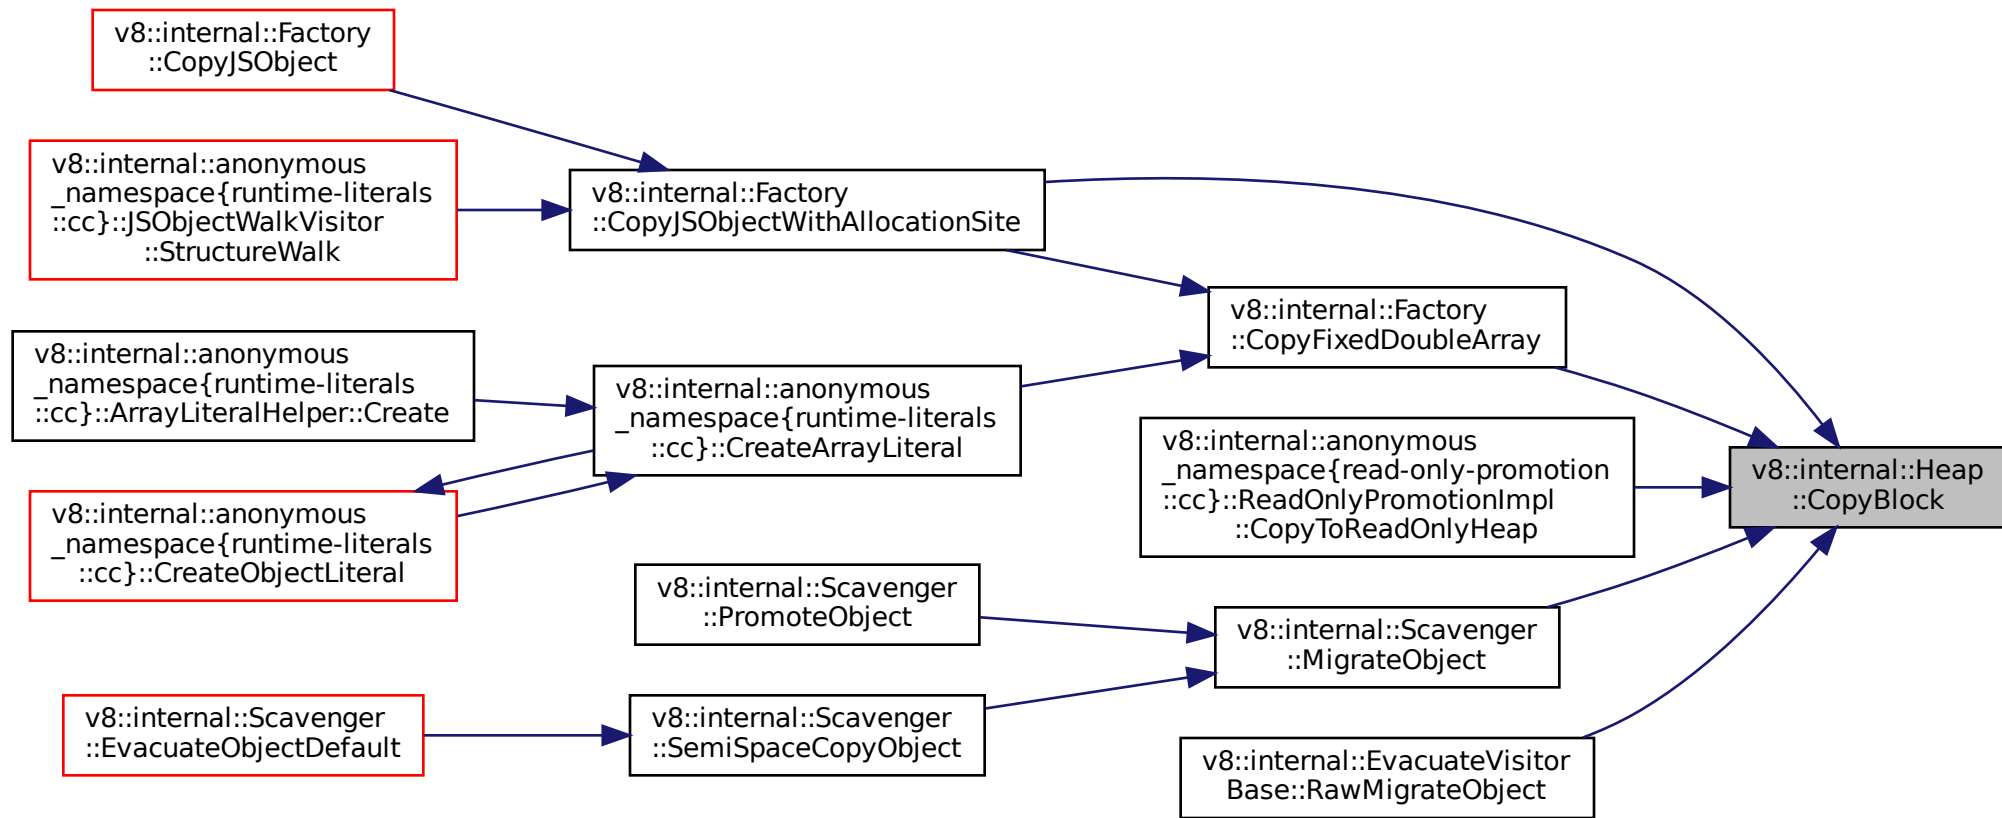 v8::internal::Factory
::CopyJSObject
v8::internal::anonymous
_namespace{runtime-literals
::cc}::JSObjectWalkVisitor
::StructureWalk
v8::internal::anonymous
_namespace{runtime-literals
::cc}::ArrayLiteralHelper::Create
v8::internal::anonymous
_namespace{runtime-literals
::cc}::CreateObjectLiteral
v8::internal::Scavenger
::EvacuateObjectDefault
v8::internal::Factory
::CopyJSObjectWithAllocationSite
v8::internal::anonymous
_namespace{runtime-literals
::cc}::CreateArrayLiteral
v8::internal::Scavenger
::PromoteObject
v8::internal::Scavenger
::SemiSpaceCopyObject
v8::internal::Factory
::CopyFixedDoubleArray
v8::internal::anonymous
_namespace{read-only-promotion
::cc}::ReadOnlyPromotionImpl
::CopyToReadOnlyHeap
v8::internal::Scavenger
::MigrateObject
v8::internal::EvacuateVisitor
Base::RawMigrateObject
v8::internal::Heap
::CopyBlock